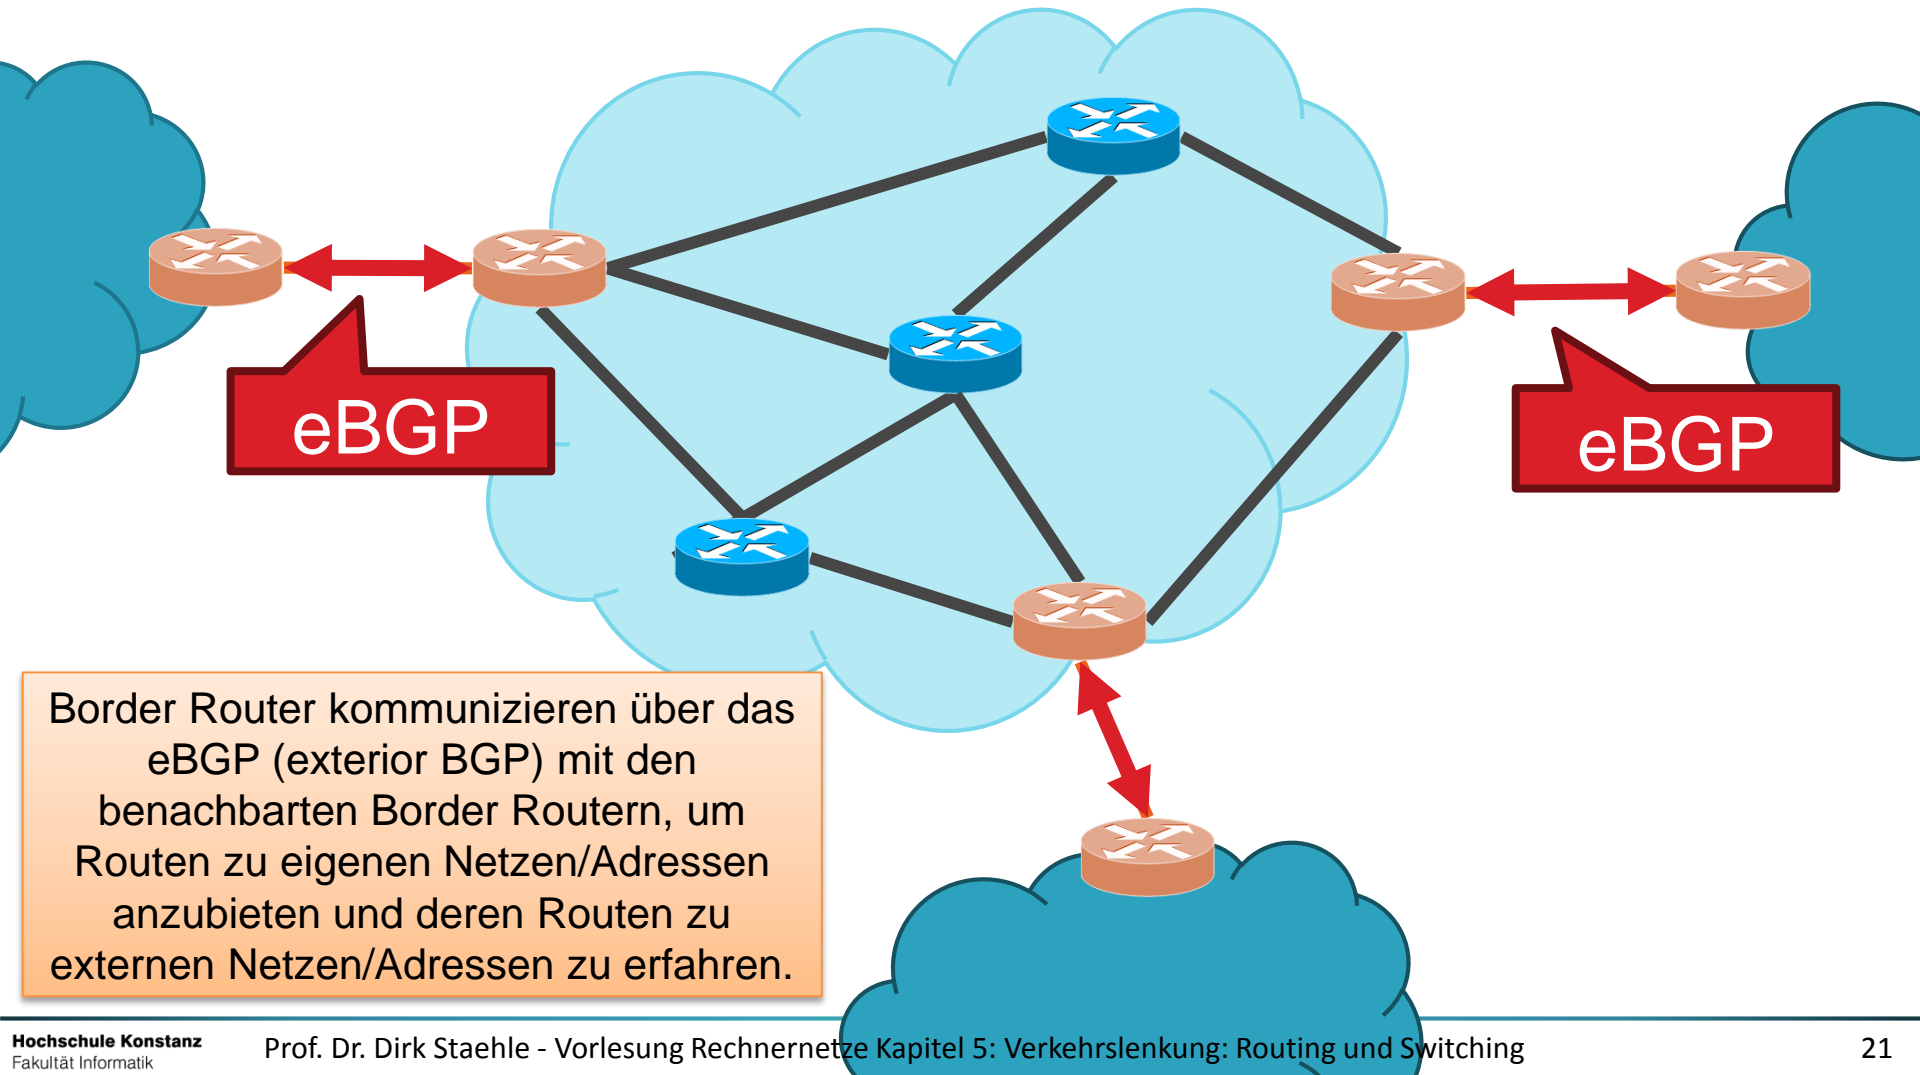 eBGP
eBGP
Border Router kommunizieren über das
eBGP (exterior BGP) mit den
benachbarten Border Routern, um
Routen zu eigenen Netzen/Adressen
anzubieten und deren Routen zu
externen Netzen/Adressen zu erfahren.
Hochschule Konstanz
Fakultät Informatik
Prof. Dr. Dirk Staehle - Vorlesung Rechnernetze Kapitel 5: Verkehrslenkung: Routing und Switching
21